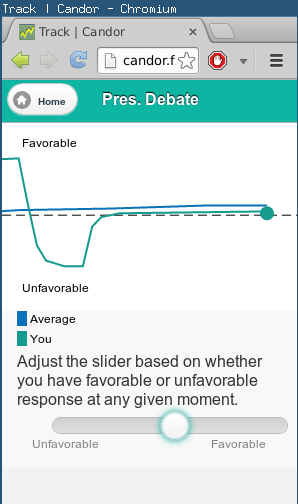 Track | Candor - Chromium
Track | Candor
candor.f
Home
Pres. Debate
Favorable
Unfavorable
Average
You
Adjust the slider based on whether
you have favorable or unfavorable
response at any given moment.
Unfavorable
Favorable